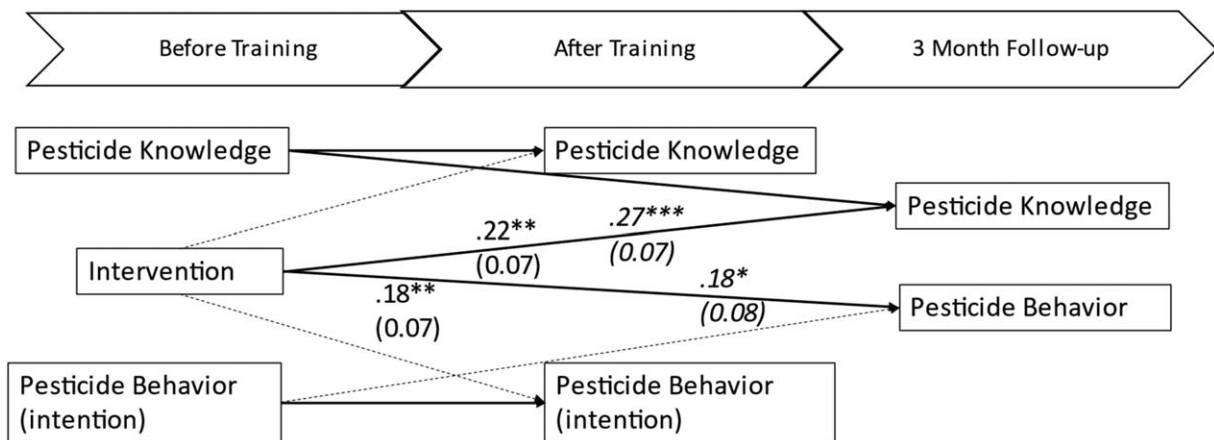 Before Training
After Training
3 Month Follow-up
Pesticide Knowledge
Pesticide Knowledge
Pesticide Knowledge
.22**
(0.07)
.27***
(0.07)
Intervention
.18**
(0.07)
.18*
(0.08)
Pesticide Behavior
Pesticide Behavior
(intention)
Pesticide Behavior
(intention)